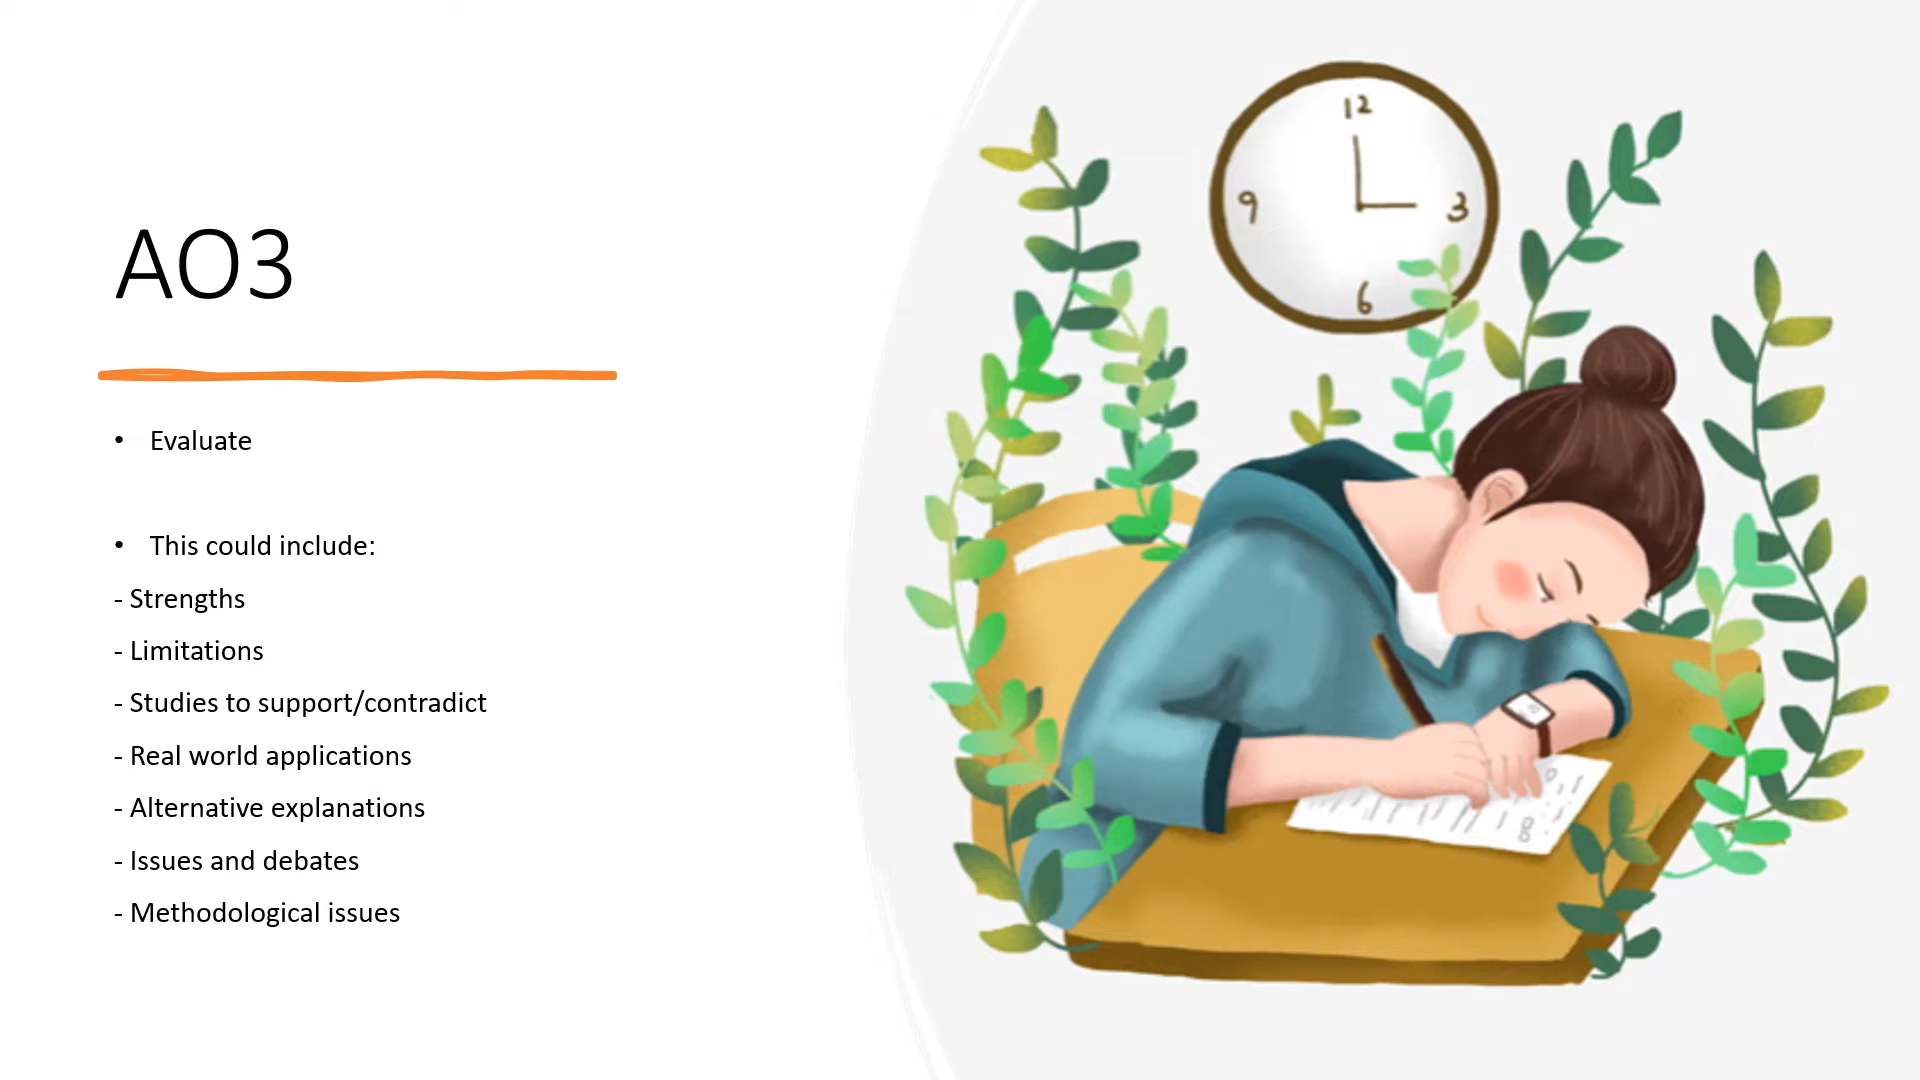 AO3
• Evaluate
• This could include:
- Strengths
- Limitations
- Studies to support/contradict
- Real world applications
- Alternative explanations
- Issues and debates
- Methodological issues
12
9
3
6